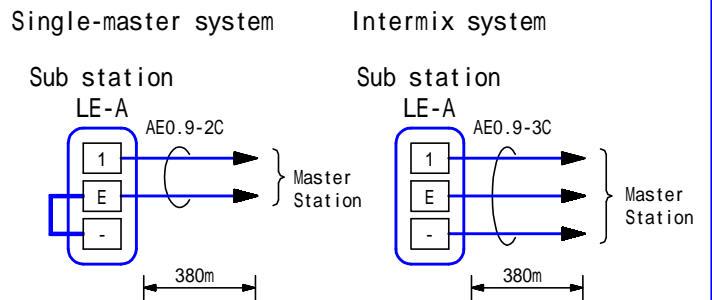 Single-master system
Sub station
LE-A
AE0.9-2C
1
E
-
Master
Station
380m
Intermix system
Sub station
LE-A
AE0.9-3C
1
E
-
Master
Station
380m